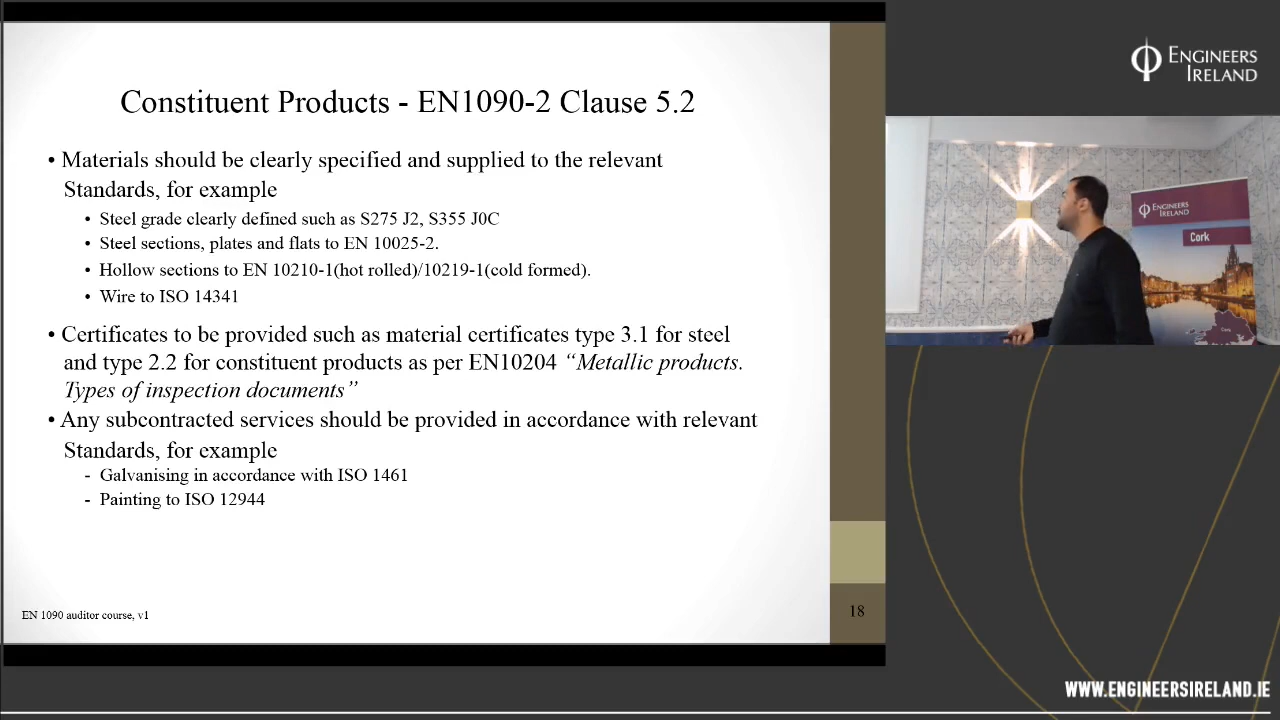 Constituent Products - EN1090-2 Clause 5.2
• Materials should be clearly specified and supplied to the relevant
Standards, for example
• Steel grade clearly defined such as S275 J2, S355 J0C
• Steel sections, plates and flats to EN 10025-2.
• Hollow sections to EN 10210-1(hot rolled)/10219-1(cold formed).
• Wire to ISO 14341
• Certificates to be provided such as material certificates type 3.1 for steel
and type 2.2 for constituent products as per EN10204 “Metallic products.
Types of inspection documents”
• Any subcontracted services should be provided in accordance with relevant
Standards, for example
- Galvanising in accordance with ISO 1461
- Painting to ISO 12944
EN 1090 auditor course, v1
18
ENGINEERS
IRELAND
ENGINEERS
IRELAND
Cork
WWW.ENGINEERSIRELAND.IE